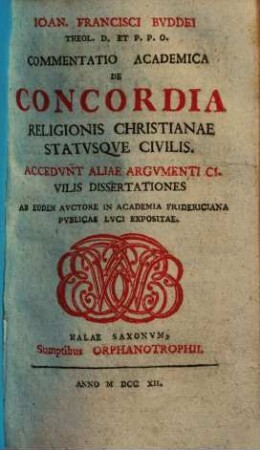 IOAN. FRANCISCI BVDDEI
THEOL. D. ET P. P. O.
COMMENTATIO ACADEMICA
DE
CONCORDIA
RELIGIONIS CHRISTIANAE
STATVSQVE CIVILIS.
ACCEDVNT ALIAE ARGVMENTI CI-
VILIS DISSERTATIONES
AB EODEM AVCTORE IN ACADEMIA FRIDERICIANA
PVBLICAE LVCI EXPOSITAE.
HALAE SAXONVM,
Sumptibus ORPHANOTROPHII.
ANNO M DCC XII.